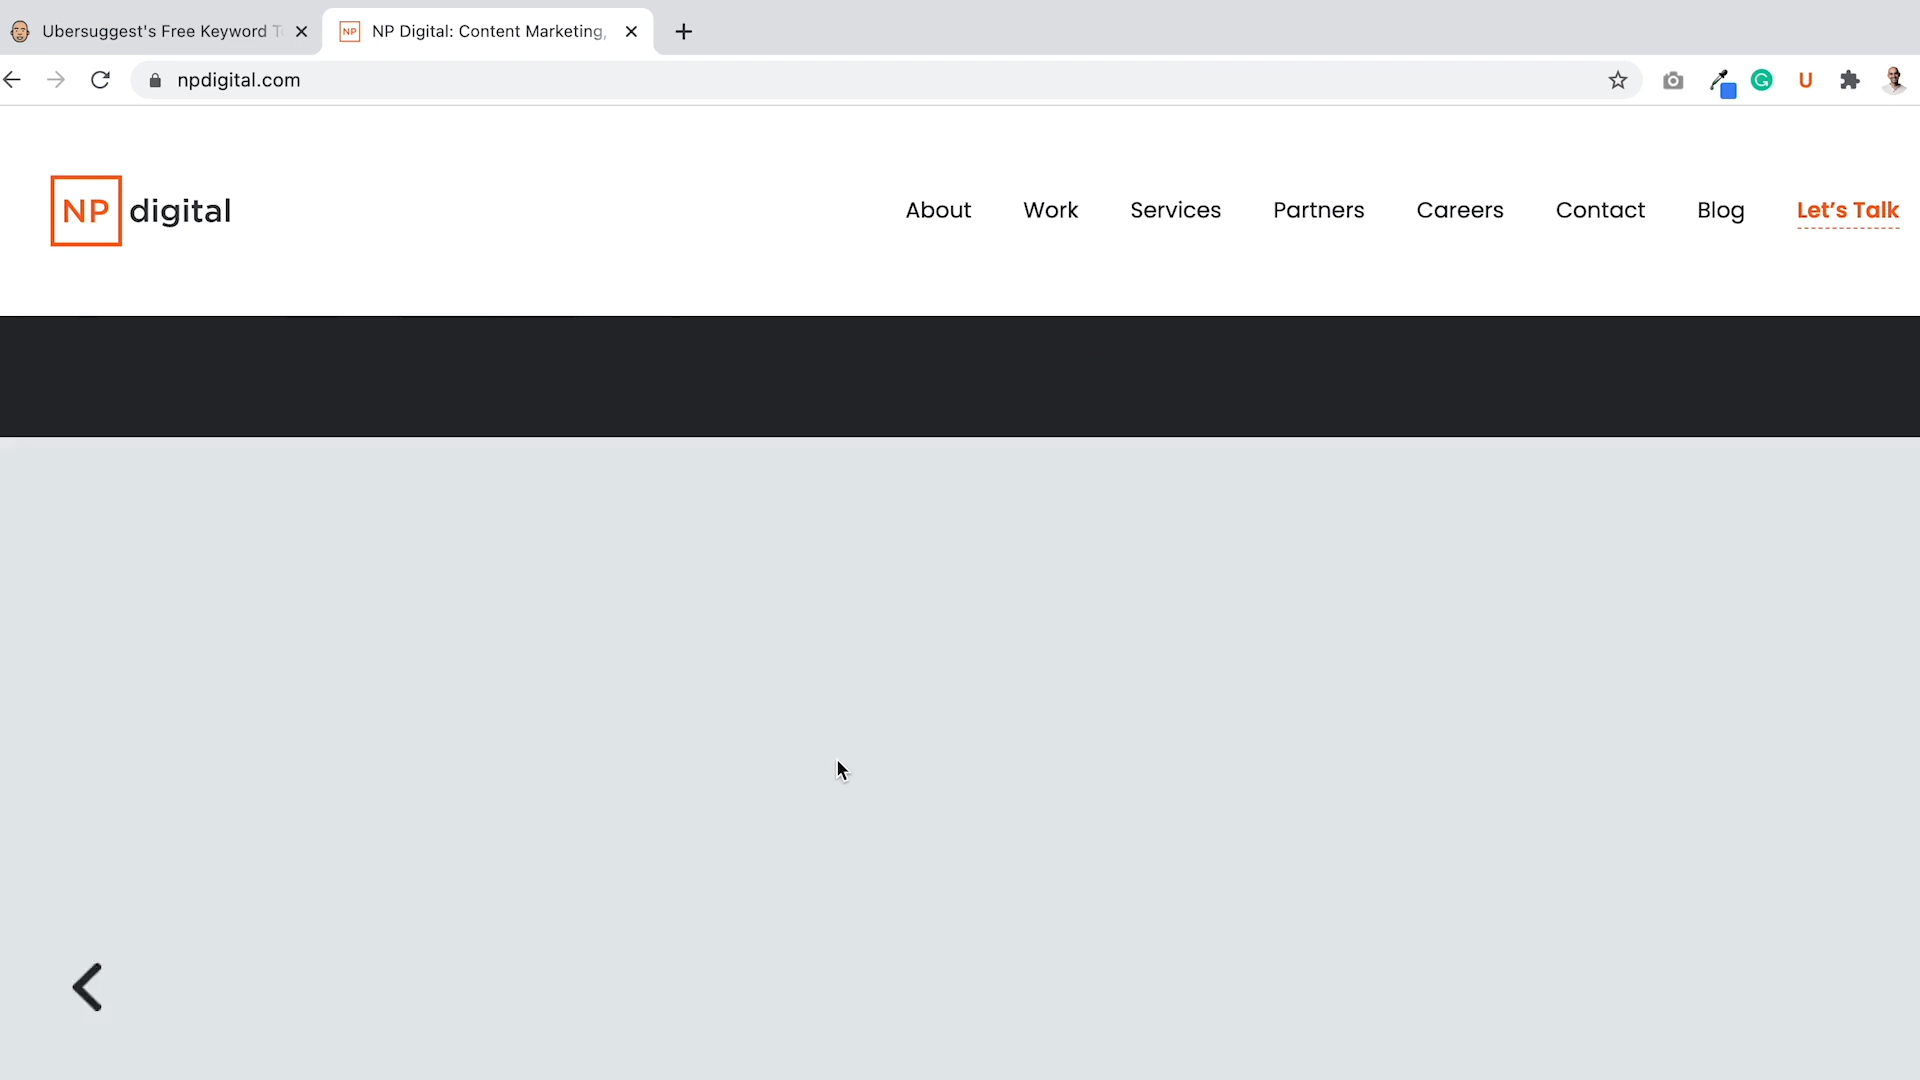 Ubersuggest's Free Keyword T
NP NP Digital: Content Marketing,
npdigital.com
U
NP digital
About Work Services Partners Careers Contact Blog Let's Talk